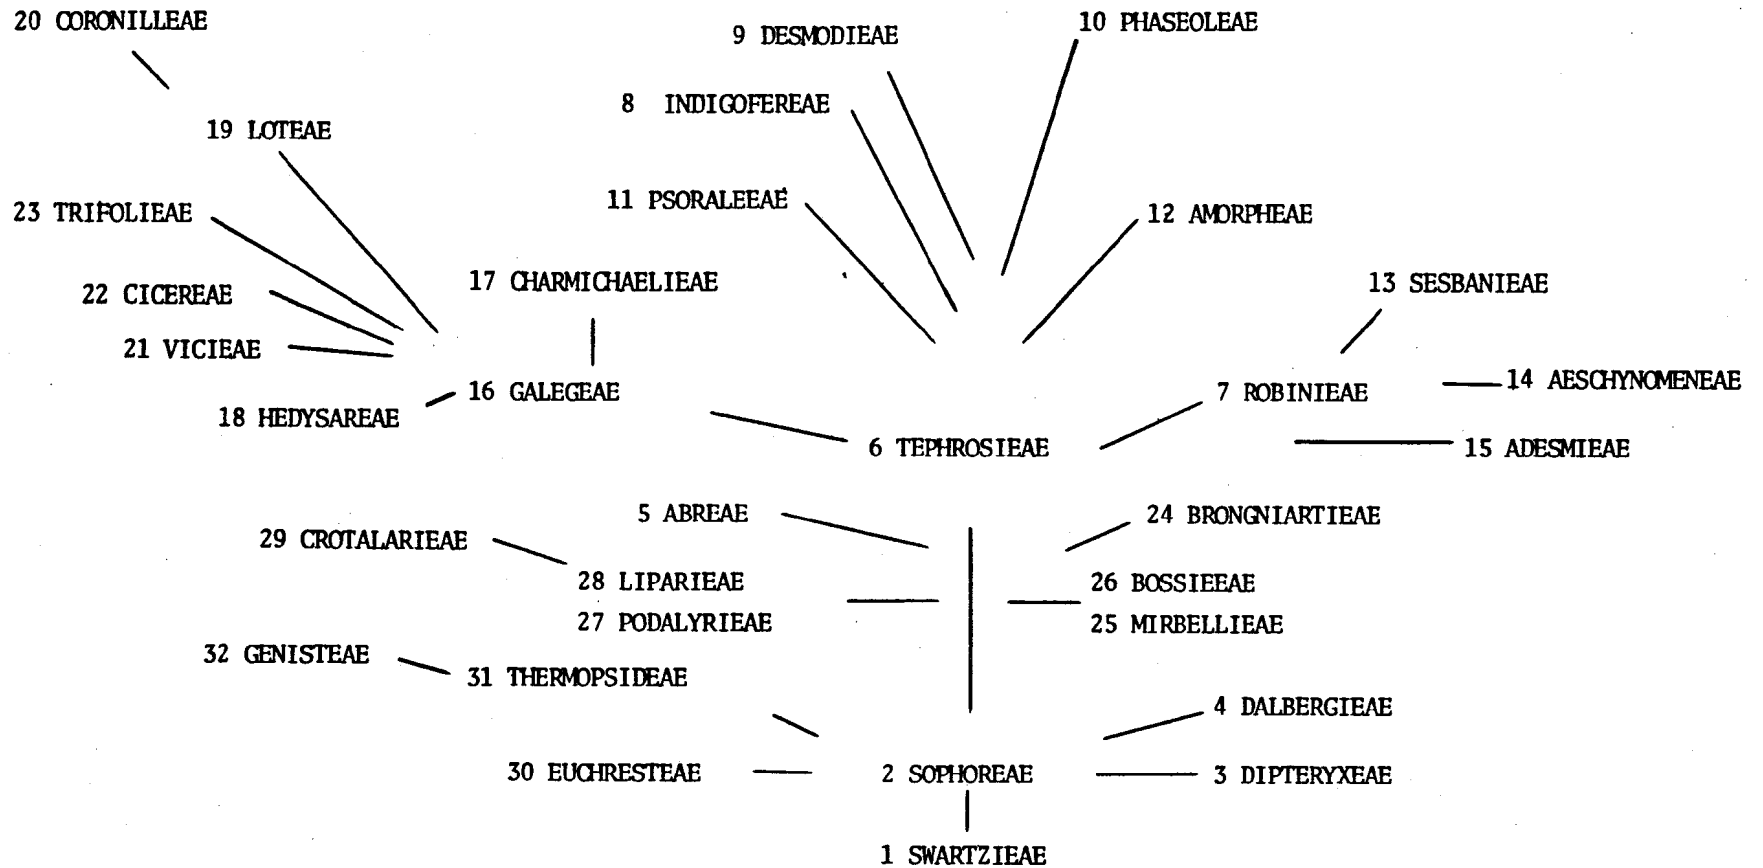 20 CORONILLEAE
9 DESMODIEAE
10 PHASEOLEAE
8 INDIGOFEREAE
19 LOTEAE
11 PSORALEEAE
23 TRIFOLIEAE
12 AMORPHEAE
17 CHARMICHAELIEAE
13 SESBANIEAE
22 CICEREAE
21 VICIEAE
16 GALEGEAE
7 ROBINIEAE
14 AESCHYNOMENEAE
18 HEDYSAREAE
6 TEPHROSIEAE
15 ADESMIEAE
5 ABREAE
24 BRONGNIARTIEAE
29 CROTALARIEAE
28 LIPARIEAE
26 BOSSIEEAE
27 PODALYRIEAE
25 MIRBELLIEAE
32 GENISTEAE
31 THERMOPSIDEAE
4 DALBERGIEAE
30 EUCHRESTEAE
2 SOPHOREAE
3 DIPTERYXEAE
1 SWARTZIEAE